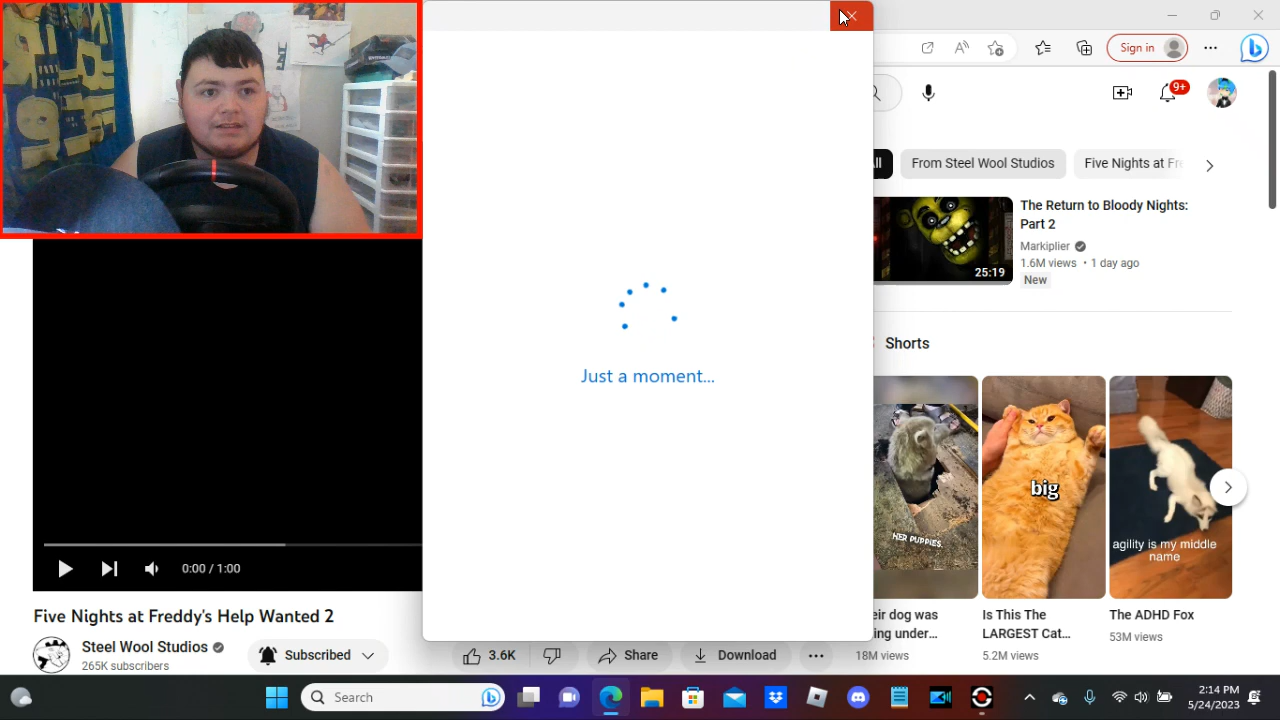 Sign in
9+
All
From Steel Wool Studios
Five Nights at Fr
The Return to Bloody Nights:
Part 2
Markiplier
1.6M views • 1 day ago
New
25:19
Just a moment...
Shorts
HER PUPPIES.
big
agility is my middle
name
Is This The
LARGEST Cat...
5.2M views
The ADHD Fox
53M views
eir dog was
ing under...
18M views
0:00 / 1:00
Five Nights at Freddy's Help Wanted 2
Steel Wool Studios
265K subscribers
Subscribed
3.6K
Share
Download
Search
2:14 PM
5/24/2023